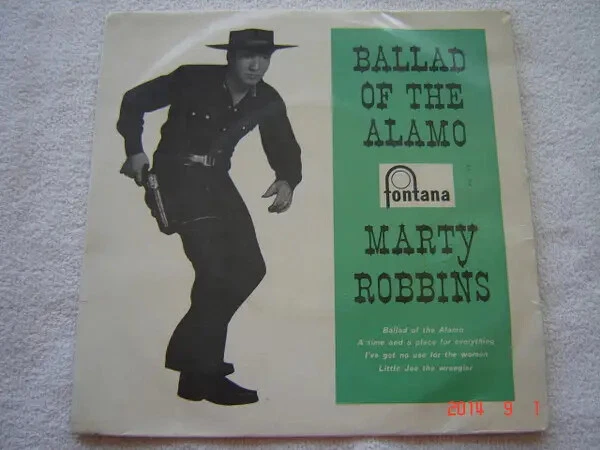 BALLAD
OF THE
ALAMO
fontana
MARTY
ROBBINS
Ballad of the Alamo
A time and a place for everything
I've got no use for the women
Little Joe the wrangler
2014 9 1